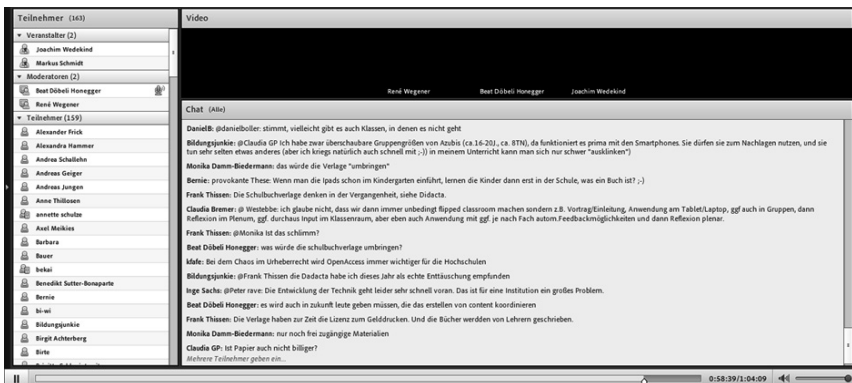 Teilnehmer (163)
Veranstalter (2)
Joachim Wedekind
Markus Schmidt
Moderatoren (2)
Beat Döbeli Honegger
René Wegener
Teilnehmer (159)
Alexander Frick
Alexandra Hammer
Andrea Schallehn
Andreas Geiger
Andreas Jungen
Anne Thillosen
annette schulze
Axel Meikies
Barbara
Bauer
bekai
Benedikt Sutter-Bonaparte
Bernie
bi-wi
Bildungsjunkie
Birgit Achterberg
Birte
Video
René Wegener Beat Döbeli Honegger Joachim Wedekind
Chat (Alle)
DanielB: @danielboller: stimmt, vielleicht gibt es auch Klassen, in denen es nicht geht
Bildungsjunkie: @Claudia GP Ich habe zwar überschaubare Gruppengrößen von Azubis (ca.16-20J., ca. 8TN), da funktioniert es prima mit den Smartphones. Sie dürfen sie zum Nachlagen nutzen, und sie
tun sehr selten etwas anderes (aber ich kriegs natürlich auch schnell mit ;-)) in meinem Unterricht kann man sich nur schwer "ausklinken")
Monika Damm-Biedermann: das würde die Verlage "umbringen"
Bernie: provokante These: Wenn man die Ipads schon im Kindergarten einführt, lernen die Kinder dann erst in der Schule, was ein Buch ist? ;-)
Frank Thissen: Die Schulbuchverlage denken in der Vergangenheit, siehe Didacta.
Claudia Bremer: @ Westebbe: ich glaube nicht, dass wir dann immer unbedingt flipped classroom machen sondern z.B. Vortrag/Einleitung, Anwendung am Tablet/Laptop, ggf auch in Gruppen, dann
Reflexion im Plenum, ggf. durchaus Input im Klassenraum, aber eben auch Anwendung mit ggf. je nach Fach autom.Feedbackmöglichkeiten und dann Reflexion plenar.
Frank Thissen: @Monika Ist das schlimm?
Beat Döbeli Honegger: was würde die schulbuchverlage umbringen?
kfafe: Bei dem Chaos im Urheberrecht wird OpenAccess immer wichtiger für die Hochschulen
Bildungsjunkie: @Frank Thissen die Dadacta habe ich dieses Jahr als echte Enttäuschung empfunden
Inge Sachs: @Peter rave: Die Entwicklung der Technik geht leider sehr schnell voran. Das ist für eine Institution ein großes Problem.
Beat Döbeli Honegger: es wird auch in zukunft leute geben müssen, die das erstellen von content koordinieren
Frank Thissen: Die Verlage haben zur Zeit die Lizenz zum Gelddrucken. Und die Bücher werdden von Lehrern geschrieben.
Monika Damm-Biedermann: nur noch frei zugängige Materialien
Claudia GP: Ist Papier auch nicht billiger?
Mehrere Teilnehmer geben ein...
0:58:39/1:04:09